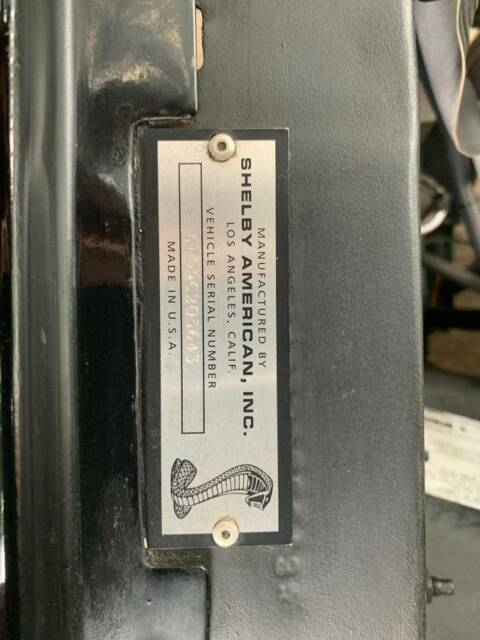 MANUFACTURED BY
SHELBY AMERICAN, INC.
LOS ANGELES, CALIF.
VEHICLE SERIAL NUMBER
MADE IN U.S.A.